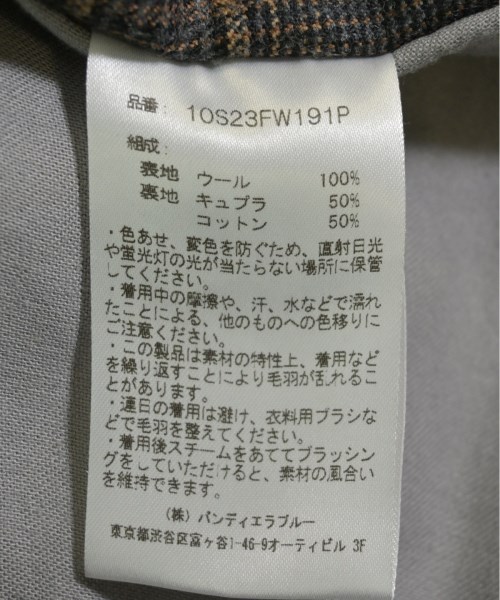 品番: 10S23FW191P
組成:
表地 ウール 100%
裏地 キュプラ 50%
コットン 50%
・色あせ、変色を防ぐため、直射日光
や蛍光灯の光が当たらない場所に保管
してください。
・着用中の摩擦や、汗、水などで濡れ
たことによる、他のものへの色移りに
ご注意ください。
・この製品は素材の特性上、着用など
を繰り返すことにより毛羽が乱れるこ
とがあります。
・連日の着用は避け、衣料用ブラシな
どで毛羽を整えてください。
・着用後スチームをあててブラッシン
グをしていただけると、素材の風合い
を維持できます。
(株) バンディエラブルー
東京都渋谷区富ヶ谷1-46-9オーティビル 3F